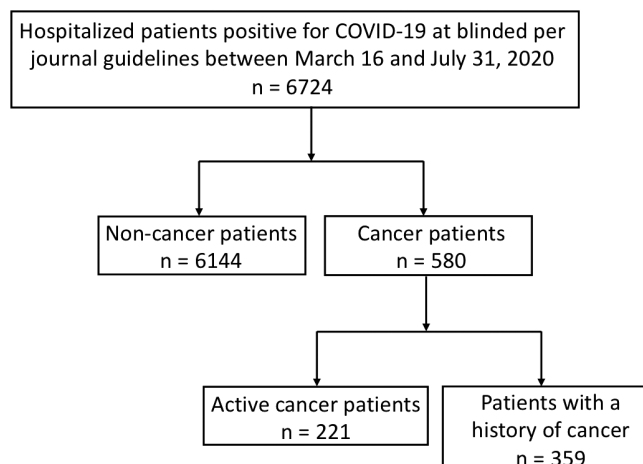 Hospitalized patients positive for COVID-19 at blinded per
journal guidelines between March 16 and July 31, 2020
n = 6724
Non-cancer patients
n = 6144
Cancer patients
n = 580
Active cancer patients
n = 221
Patients with a
history of cancer
n = 359